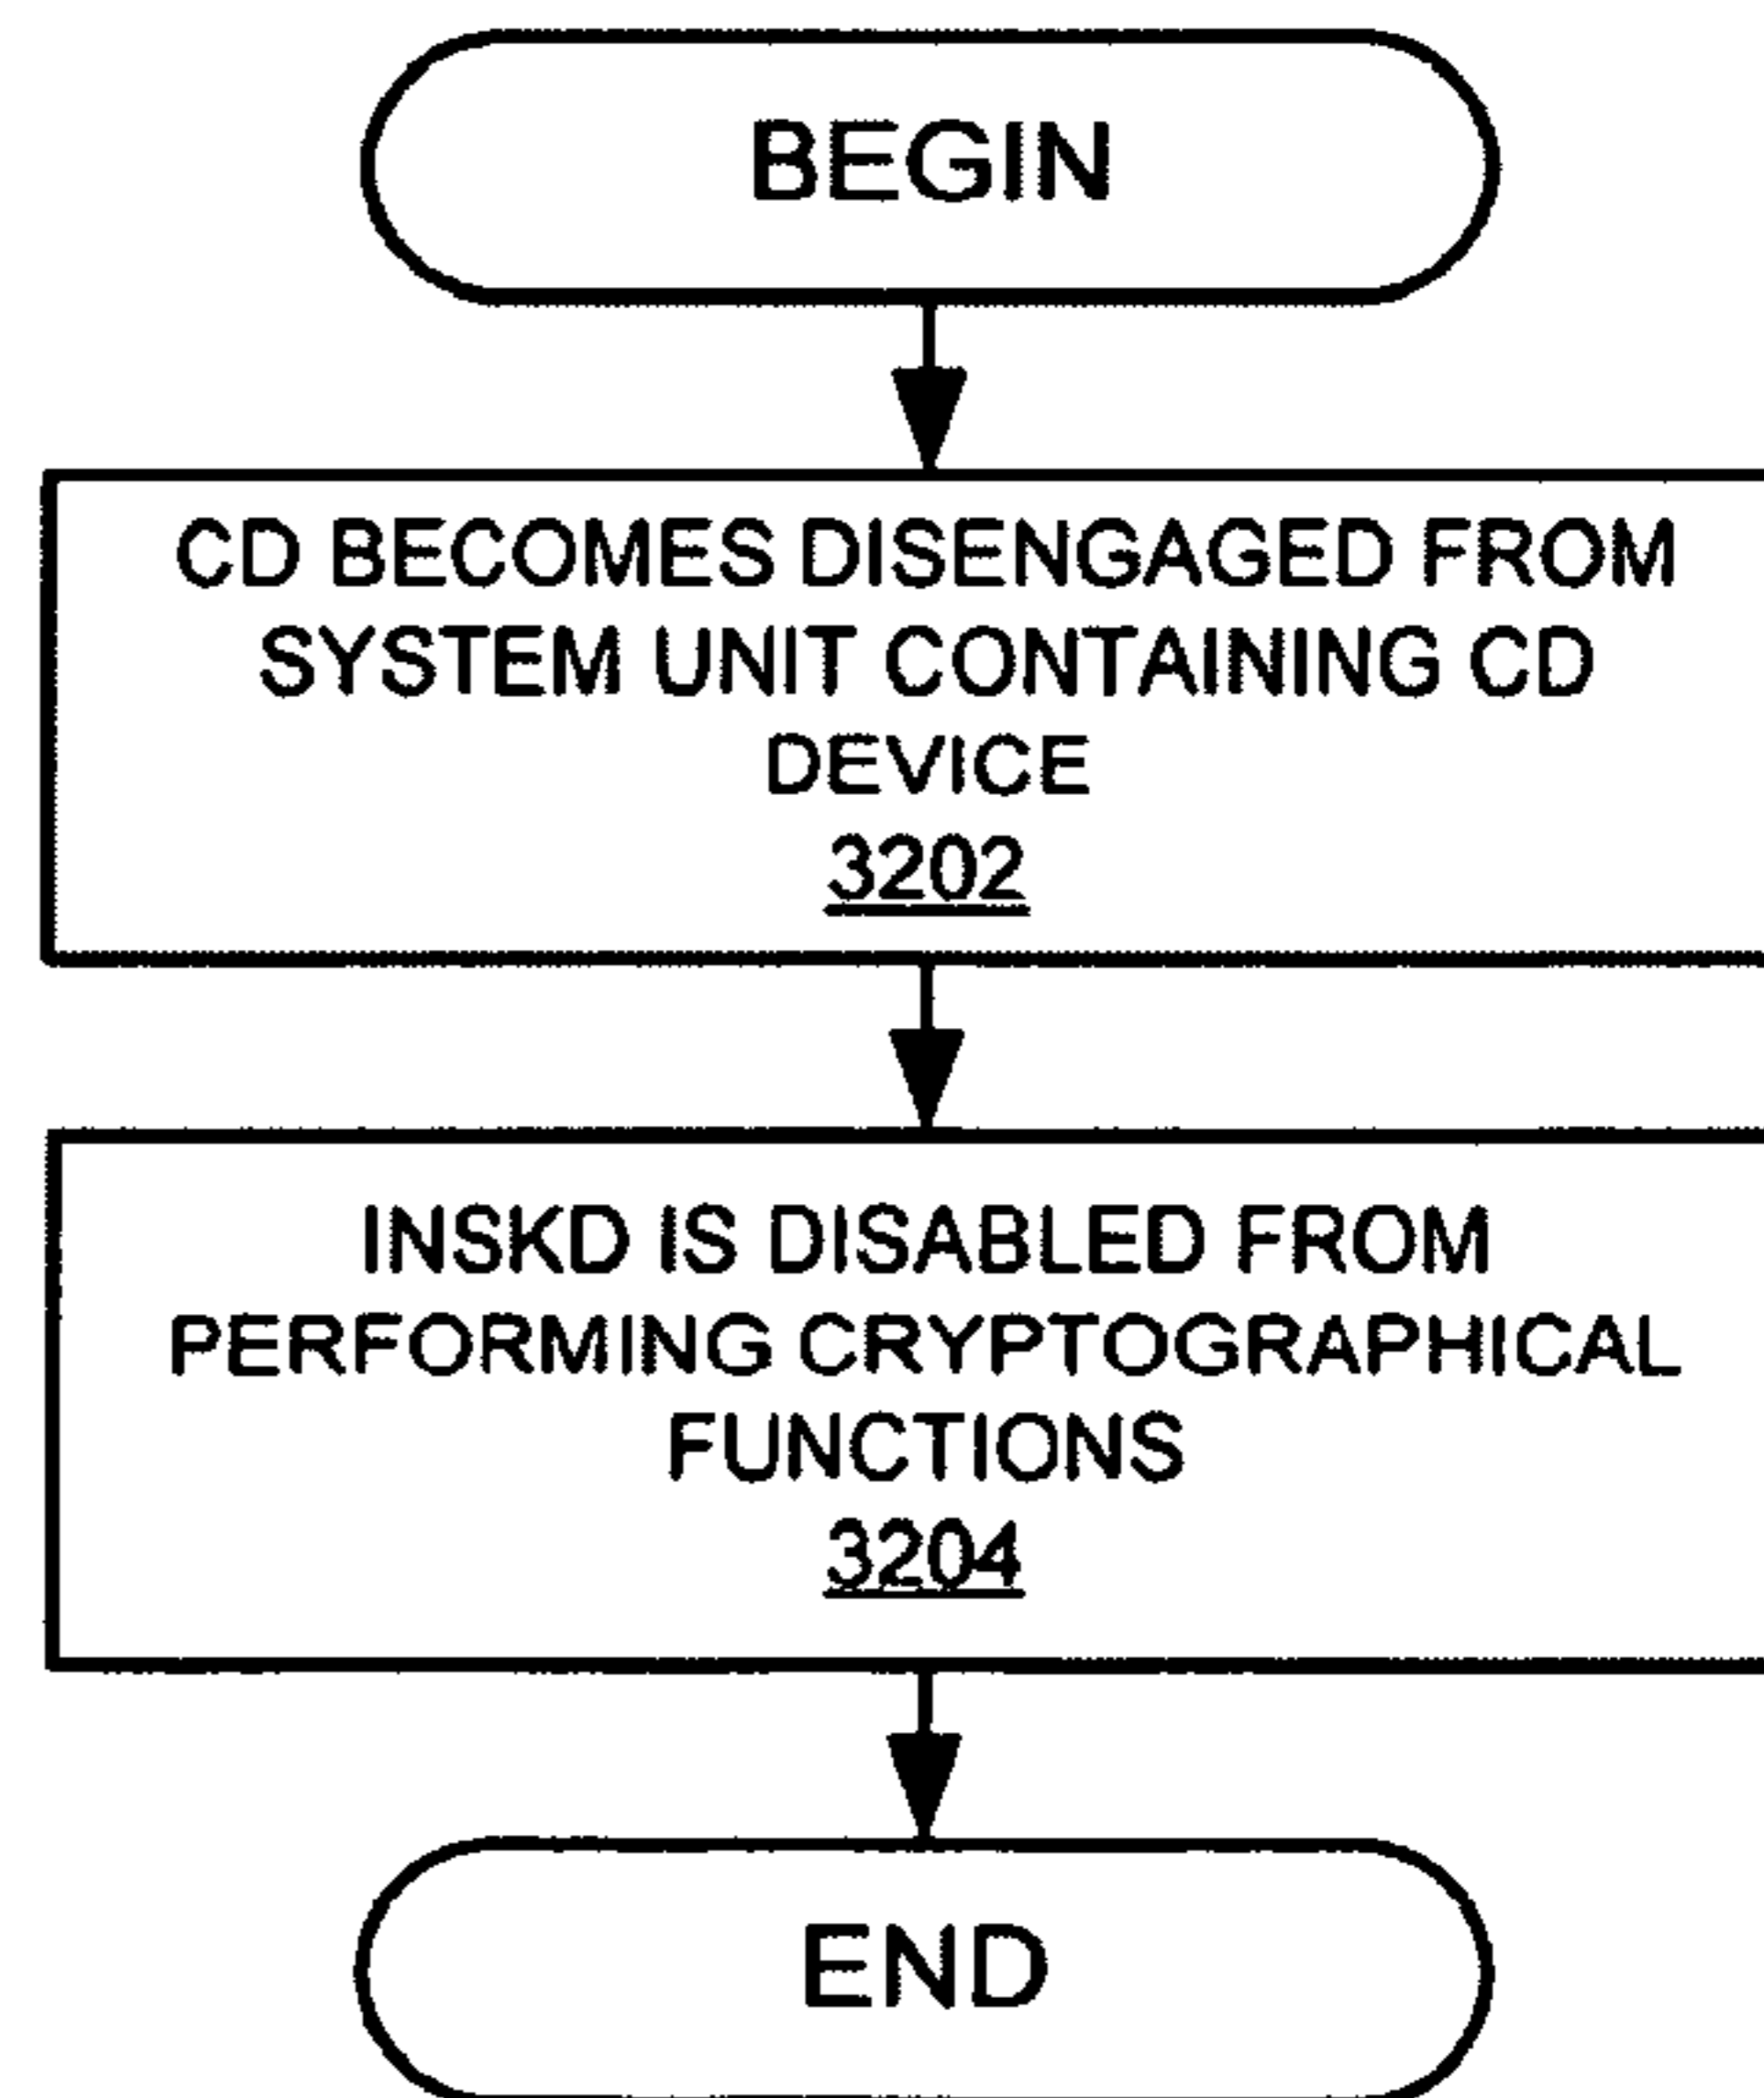 BEGIN
CD BECOMES DISENGAGED FROM
SYSTEM UNIT CONTAINING CD
DEVICE
3202
INSKD IS DISABLED FROM
PERFORMING CRYPTOGRAPHICAL
FUNCTIONS
3204
END